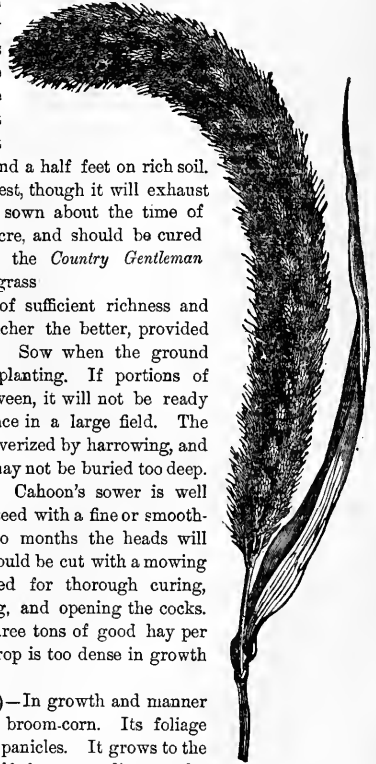 nd a half feet on rich soil.
est, though it will exhaust
sown about the time of
cre, and should be cured
the Country Gentleman
grass
of sufficient richness and
cher the better, provided
Sow when the ground
planting. If portions of
ween, it will not be ready
nce in a large field. The
verized by harrowing, and
may not be buried too deep.
Cahoon's sower is well
eed with a fine or smooth-
o months the heads will
ould be cut with a mowing
ed for thorough curing,
g, and opening the cocks.
ree tons of good hay per
rop is too dense in growth
)—In growth and manner
broom-corn. Its foliage
panicles. It grows to the